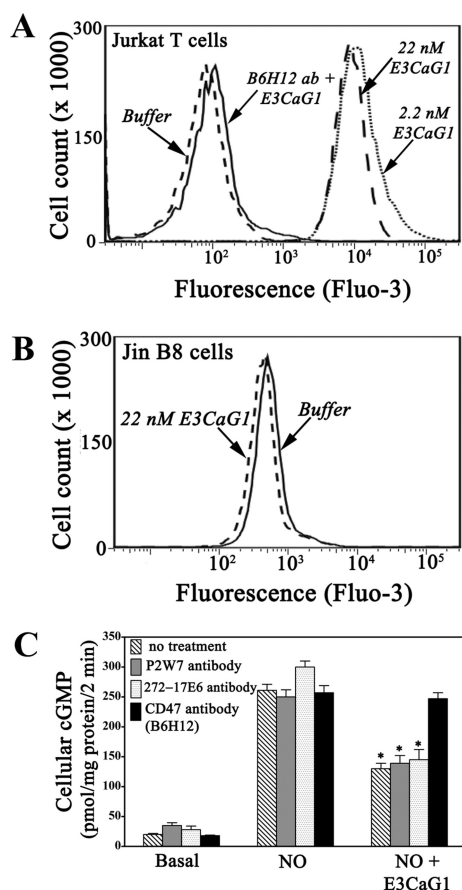 A
Jurkat T cells
300
150
0
Cell count (x 1000)
Buffer
B6H12 ab +
E3CaG1
22 nM
E3CaG1
2.2 nM
E3CaG1
10² 10³ 10⁴ 10⁵
Fluorescence (Fluo-3)
B
Jin B8 cells
300
150
0
Cell count (x 1000)
22 nM E3CaG1
Buffer
10² 10³ 10⁴ 10⁵
Fluorescence (Fluo-3)
C
Cellular cGMP
(pmol/mg protein/2 min)
350
300
250
200
150
100
50
0
no treatment
P2W7 antibody
272–17E6 antibody
CD47 antibody
(B6H12)
* * *
Basal NO NO +
E3CaG1